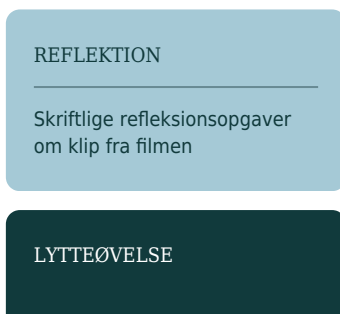 REFLEKTION
Skriftlige refleksionsopgaver
om klip fra filmen
LYTTEØVELSE